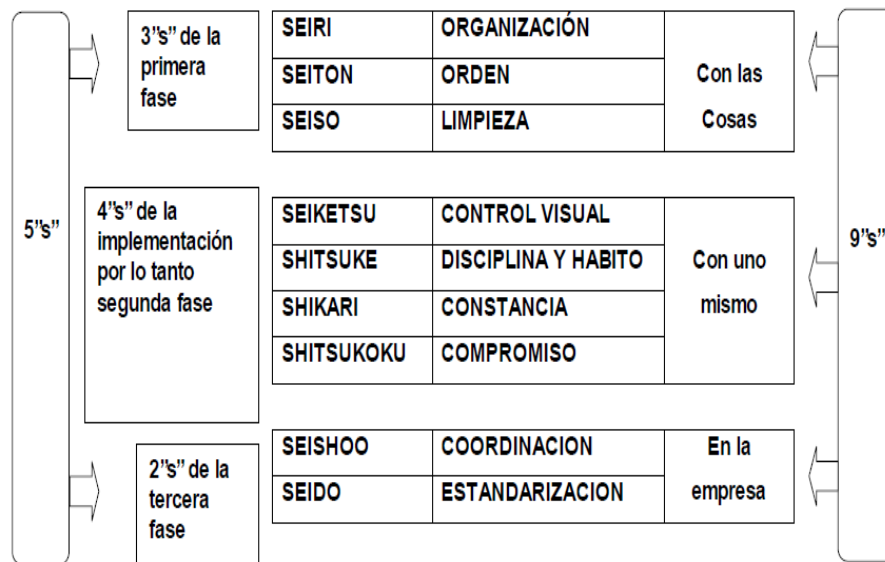 5"s"
3"s" de la
primera
fase
SEIRI ORGANIZACIÓN
SEITON ORDEN
SEISO LIMPIEZA
Con las
Cosas
4"s" de la
implementación
por lo tanto
segunda fase
SEIKETSU CONTROL VISUAL
SHITSUKE DISCIPLINA Y HABITO
SHIKARI CONSTANCIA
SHITSUKOKU COMPROMISO
Con uno
mismo
2"s" de la
tercera
fase
SEISHOO COORDINACION
SEIDO ESTANDARIZACION
En la
empresa
9"s"